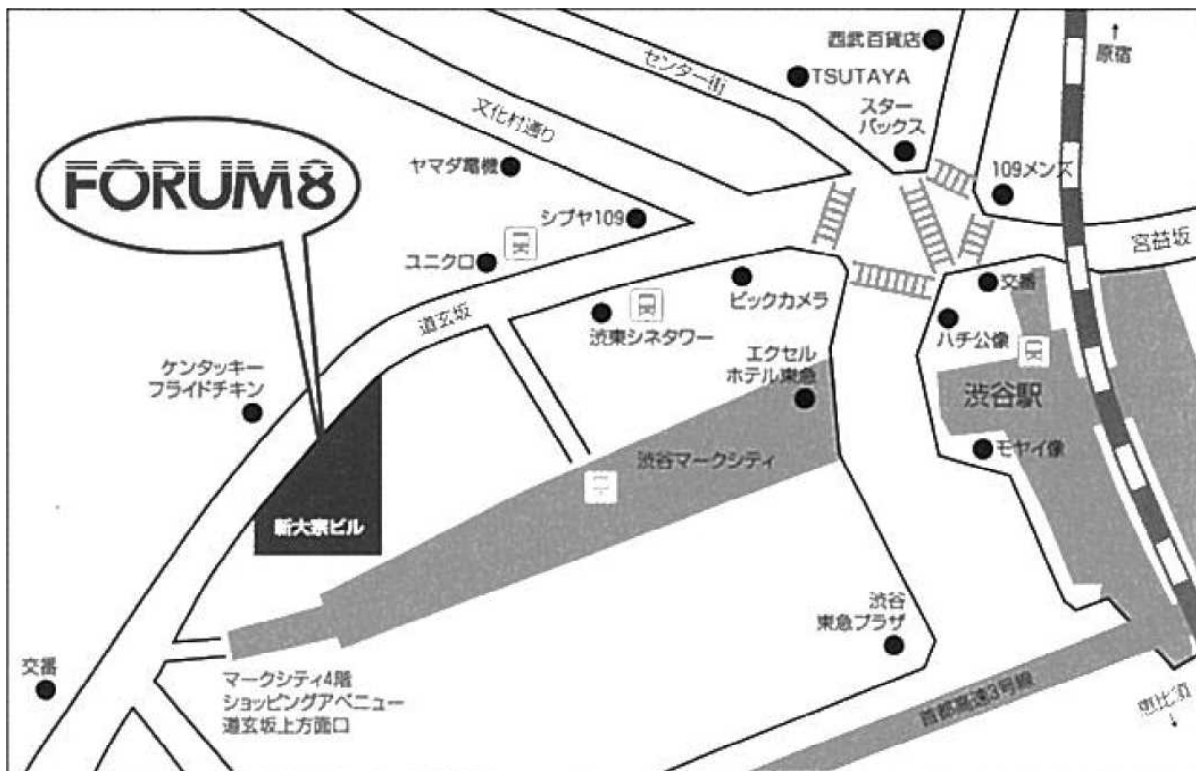 西武百貨店
↑
原宿
TSUTAYA
センター街
スター
バックス
文化村通り
109メンズ
ヤマダ電機
FORUM8
シブヤ109
宮益坂
ユニクロ
交番
ビックカメラ
道玄坂
渋東シネタワー
ハチ公像
エクセル
ホテル東急
ケンタッキー
フライドチキン
渋谷駅
モヤイ像
渋谷マークシティ
新大宗ビル
渋谷
東急プラザ
交番
マークシティ4階
ショッピングアベニュー
道玄坂上方面口
首都高速3号線
恵比須
↓